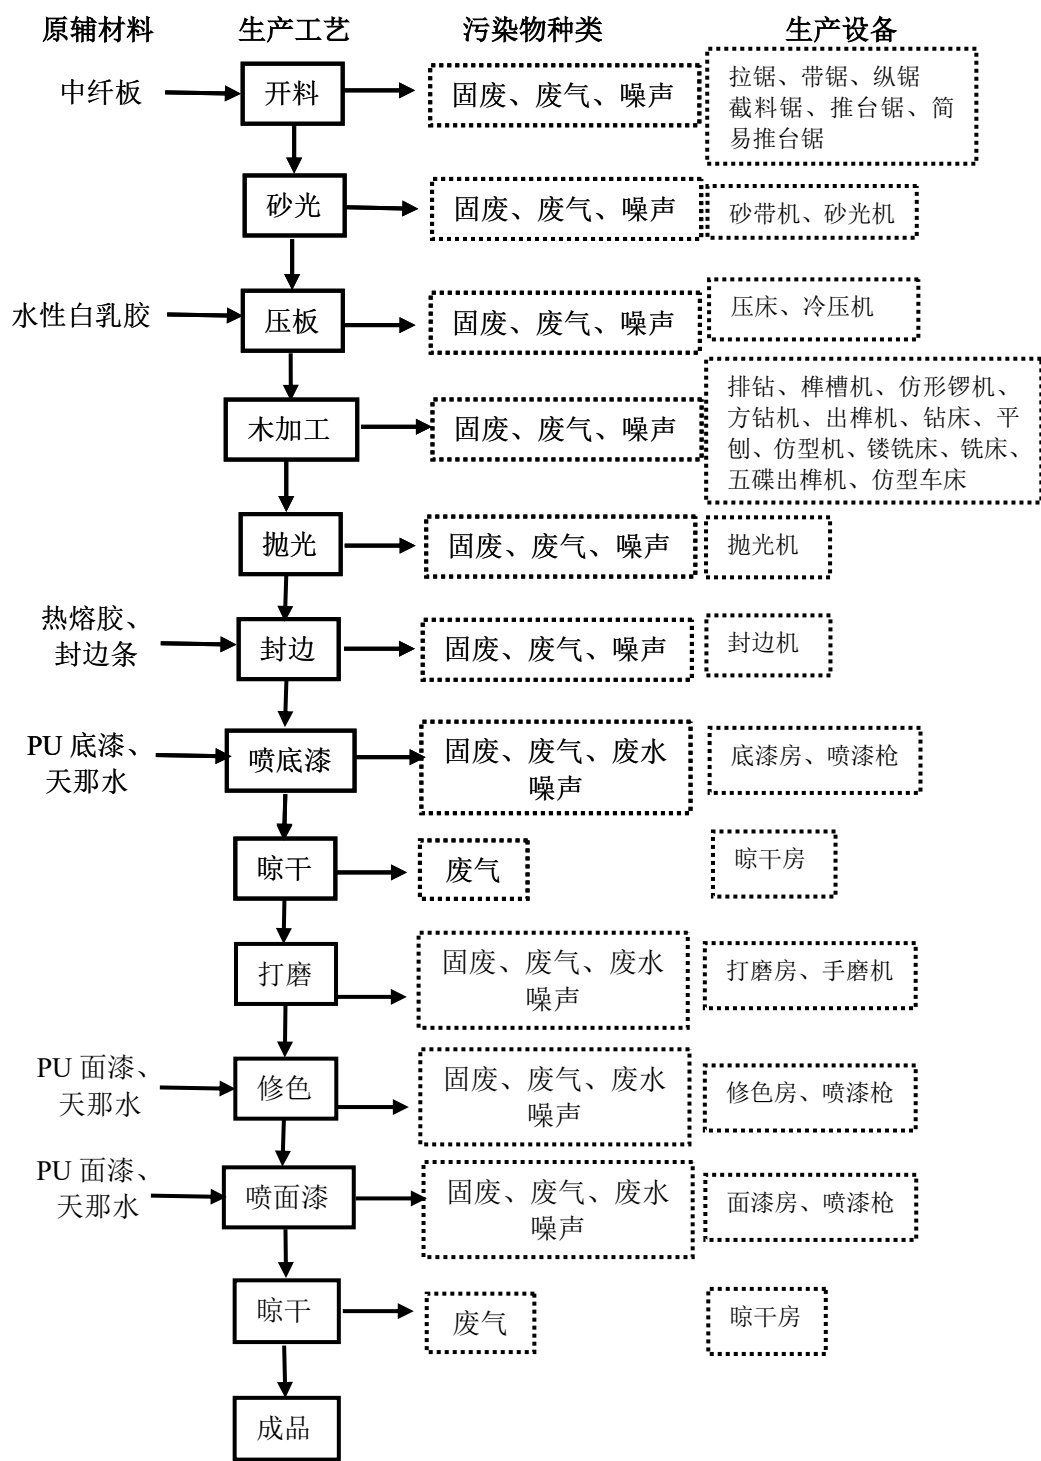 原辅材料
生产工艺
污染物种类
生产设备
中纤板
开料
固废、废气、噪声
拉锯、带锯、纵锯
截料锯、推台锯、简
易推台锯
砂光
固废、废气、噪声
砂带机、砂光机
水性白乳胶
压板
固废、废气、噪声
压床、冷压机
木加工
固废、废气、噪声
排钻、榫槽机、仿形锣机、
方钻机、出榫机、钻床、平
刨、仿型机、镂铣床、铣床、
五碟出榫机、仿型车床
抛光
固废、废气、噪声
抛光机
热熔胶、
封边条
封边
固废、废气、噪声
封边机
PU 底漆、
天那水
喷底漆
固废、废气、废水
噪声
底漆房、喷漆枪
晾干
废气
晾干房
打磨
固废、废气、废水
噪声
打磨房、手磨机
PU 面漆、
天那水
修色
固废、废气、废水
噪声
修色房、喷漆枪
PU 面漆、
天那水
喷面漆
固废、废气、废水
噪声
面漆房、喷漆枪
晾干
废气
晾干房
成品